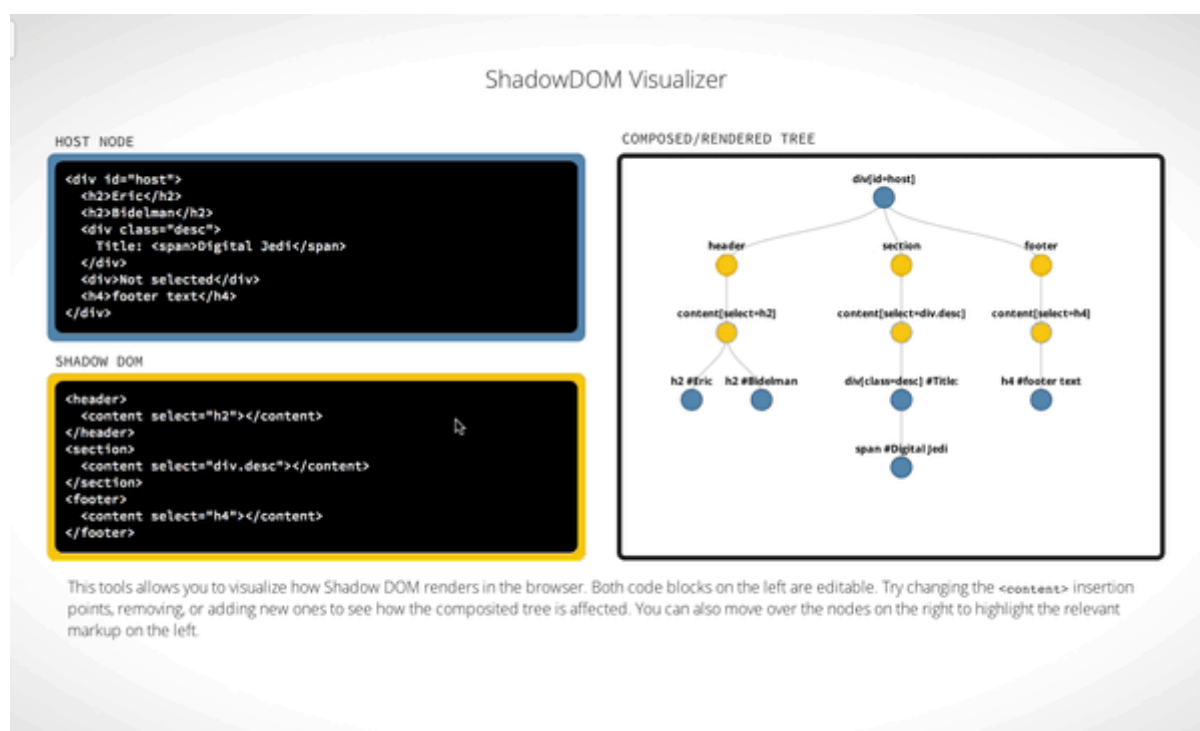 ShadowDOM Visualizer
HOST NODE
<div id="host">
<h2>Eric</h2>
<h2>Bidelman</h2>
<div class="desc">
Title: <span>Digital Jedi</span>
</div>
<div>Not selected</div>
<h4>footer text</h4>
</div>
SHADOW DOM
<header>
<content select="h2"></content>
</header>
<section>
<content select="div.desc"></content>
</section>
<footer>
<content select="h4"></content>
</footer>
COMPOSED/RENDERED TREE
div[id=host]
header section footer
content[select=h2] content[select=div.desc] content[select=h4]
h2 #Eric h2 #Bidelman div[class=desc] #Title: h4 #footer text
span #Digital Jedi
This tools allows you to visualize how Shadow DOM renders in the browser. Both code blocks on the left are editable. Try changing the <content> insertion
points, removing, or adding new ones to see how the composited tree is affected. You can also move over the nodes on the right to highlight the relevant
markup on the left.